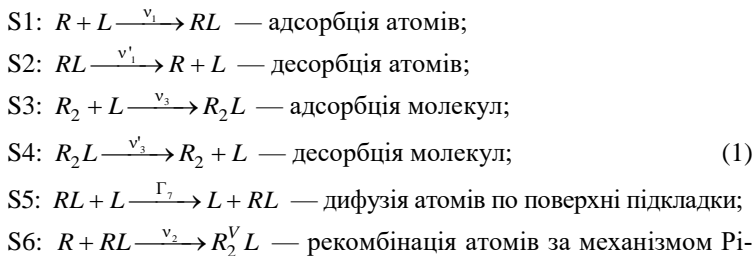 S1: R + L —ν₁→ RL — адсорбція атомів;
S2: RL —ν'₁→ R + L — десорбція атомів;
S3: R₂ + L —ν₃→ R₂L — адсорбція молекул;
S4: R₂L —ν'₃→ R₂ + L — десорбція молекул; (1)
S5: RL + L —Γ₇→ L + RL — дифузія атомів по поверхні підкладки;
S6: R + RL —ν₂→ R₂ⱽL — рекомбінація атомів за механізмом Рі-